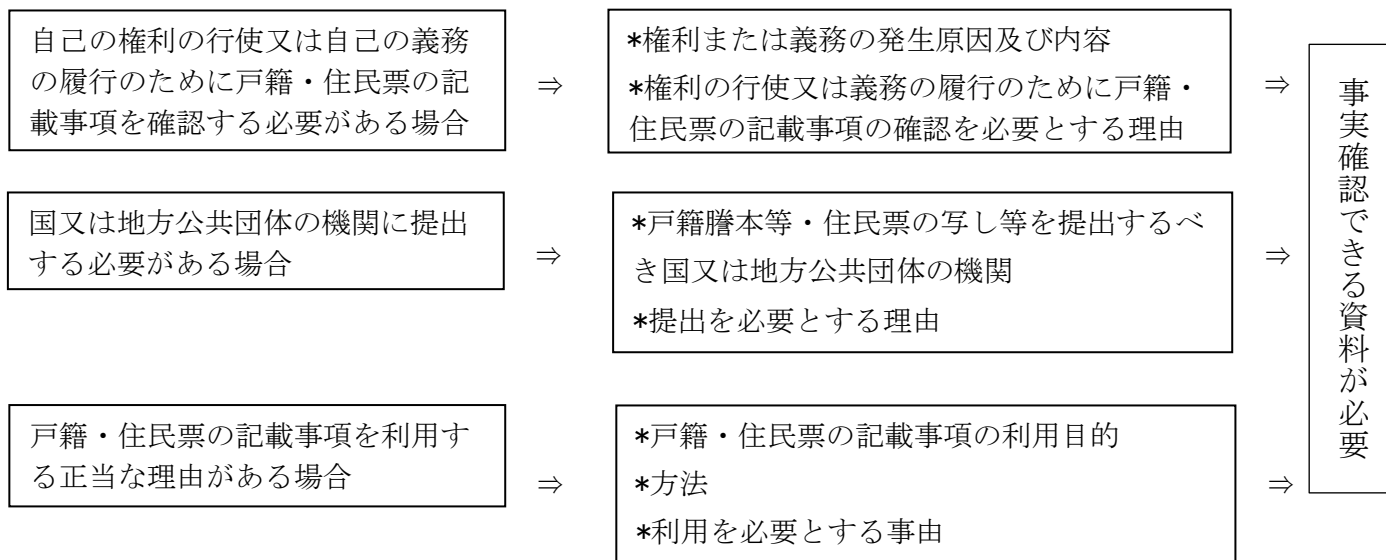 自己の権利の行使又は自己の義務
の履行のために戸籍・住民票の記
載事項を確認する必要がある場合
⇒
*権利または義務の発生原因及び内容
*権利の行使又は義務の履行のために戸籍・
住民票の記載事項の確認を必要とする理由
⇒
国又は地方公共団体の機関に提出
する必要がある場合
⇒
*戸籍謄本等・住民票の写し等を提出するべ
き国又は地方公共団体の機関
*提出を必要とする理由
⇒
戸籍・住民票の記載事項を利用す
る正当な理由がある場合
⇒
*戸籍・住民票の記載事項の利用目的
*方法
*利用を必要とする事由
⇒
事実確認できる資料が必要